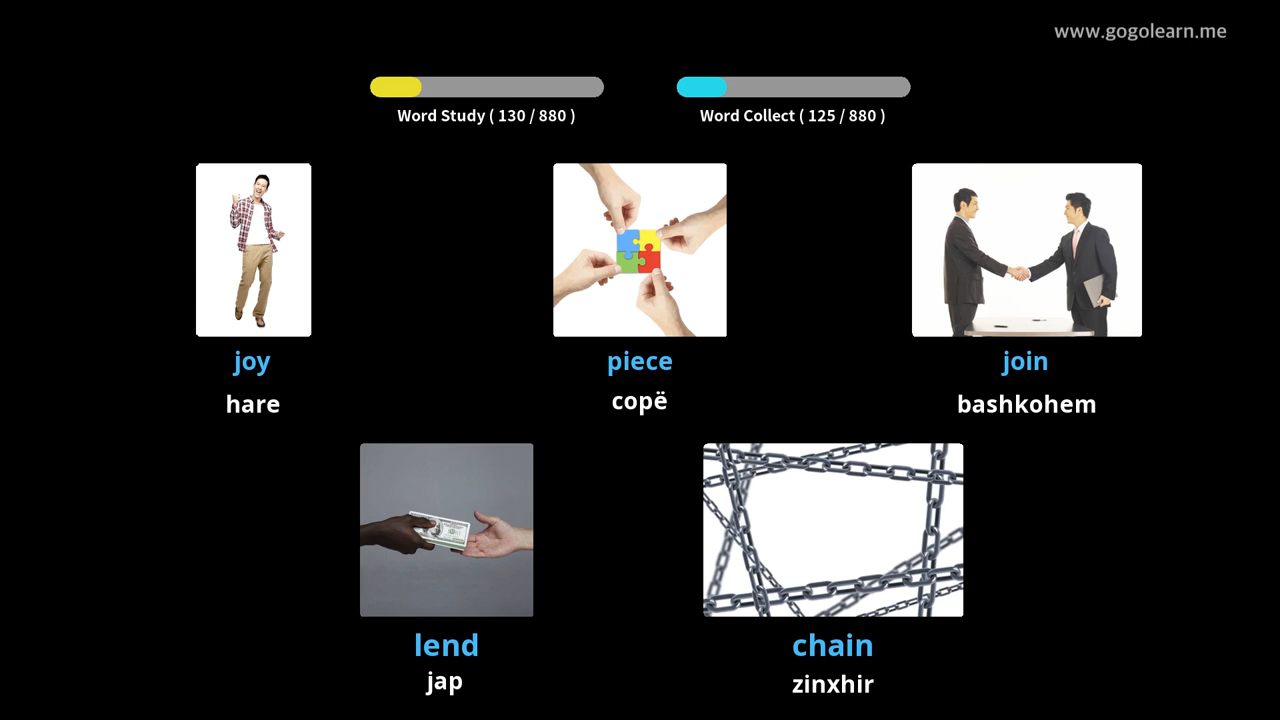 www.gogolearn.me
Word Study ( 130 / 880 )
Word Collect ( 125 / 880 )
joy
hare
piece
copë
join
bashkohem
lend
jap
chain
zinxhir